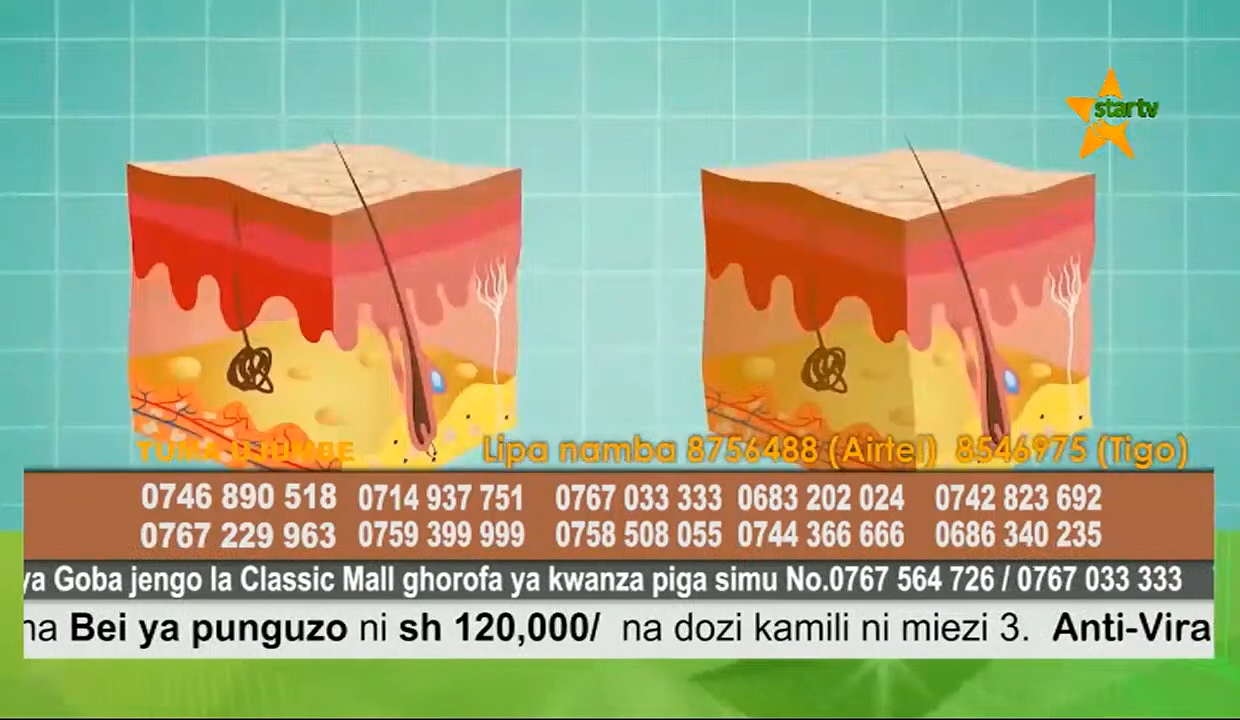 startv
TUMA UJUMBE Lipa namba 8756488 (Airtel) 8546975 (Tigo)
0746 890 518 0714 937 751 0767 033 333 0683 202 024 0742 823 692
0767 229 963 0759 399 999 0758 508 055 0744 366 666 0686 340 235
ya Goba jengo la Classic Mall ghorofa ya kwanza piga simu No.0767 564 726 / 0767 033 333
na Bei ya punguzo ni sh 120,000/ na dozi kamili ni miezi 3. Anti-Vira